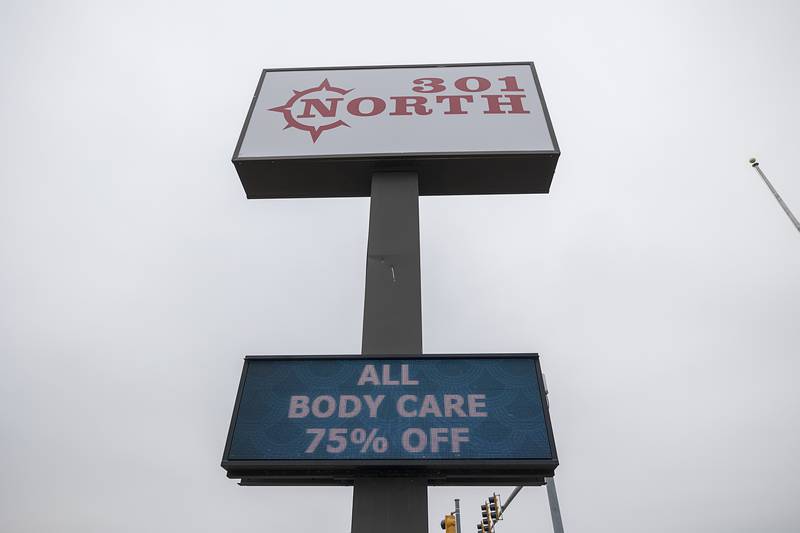 301
NORTH
ALL
BODY CARE
75% OFF